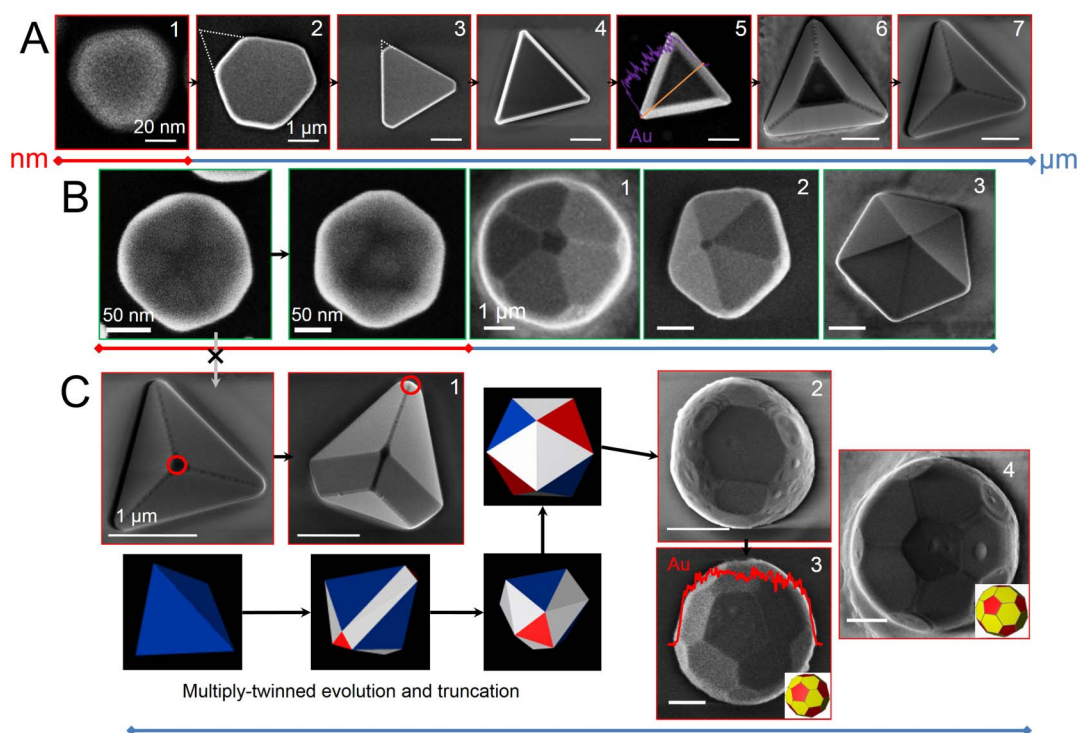 A
1
2
3
4
5
6
7
20 nm
1 μm
Au
nm
μm
B
1
2
3
50 nm
50 nm
1 μm
C
1
2
4
1 μm
Au
3
Multiply-twinned evolution and truncation